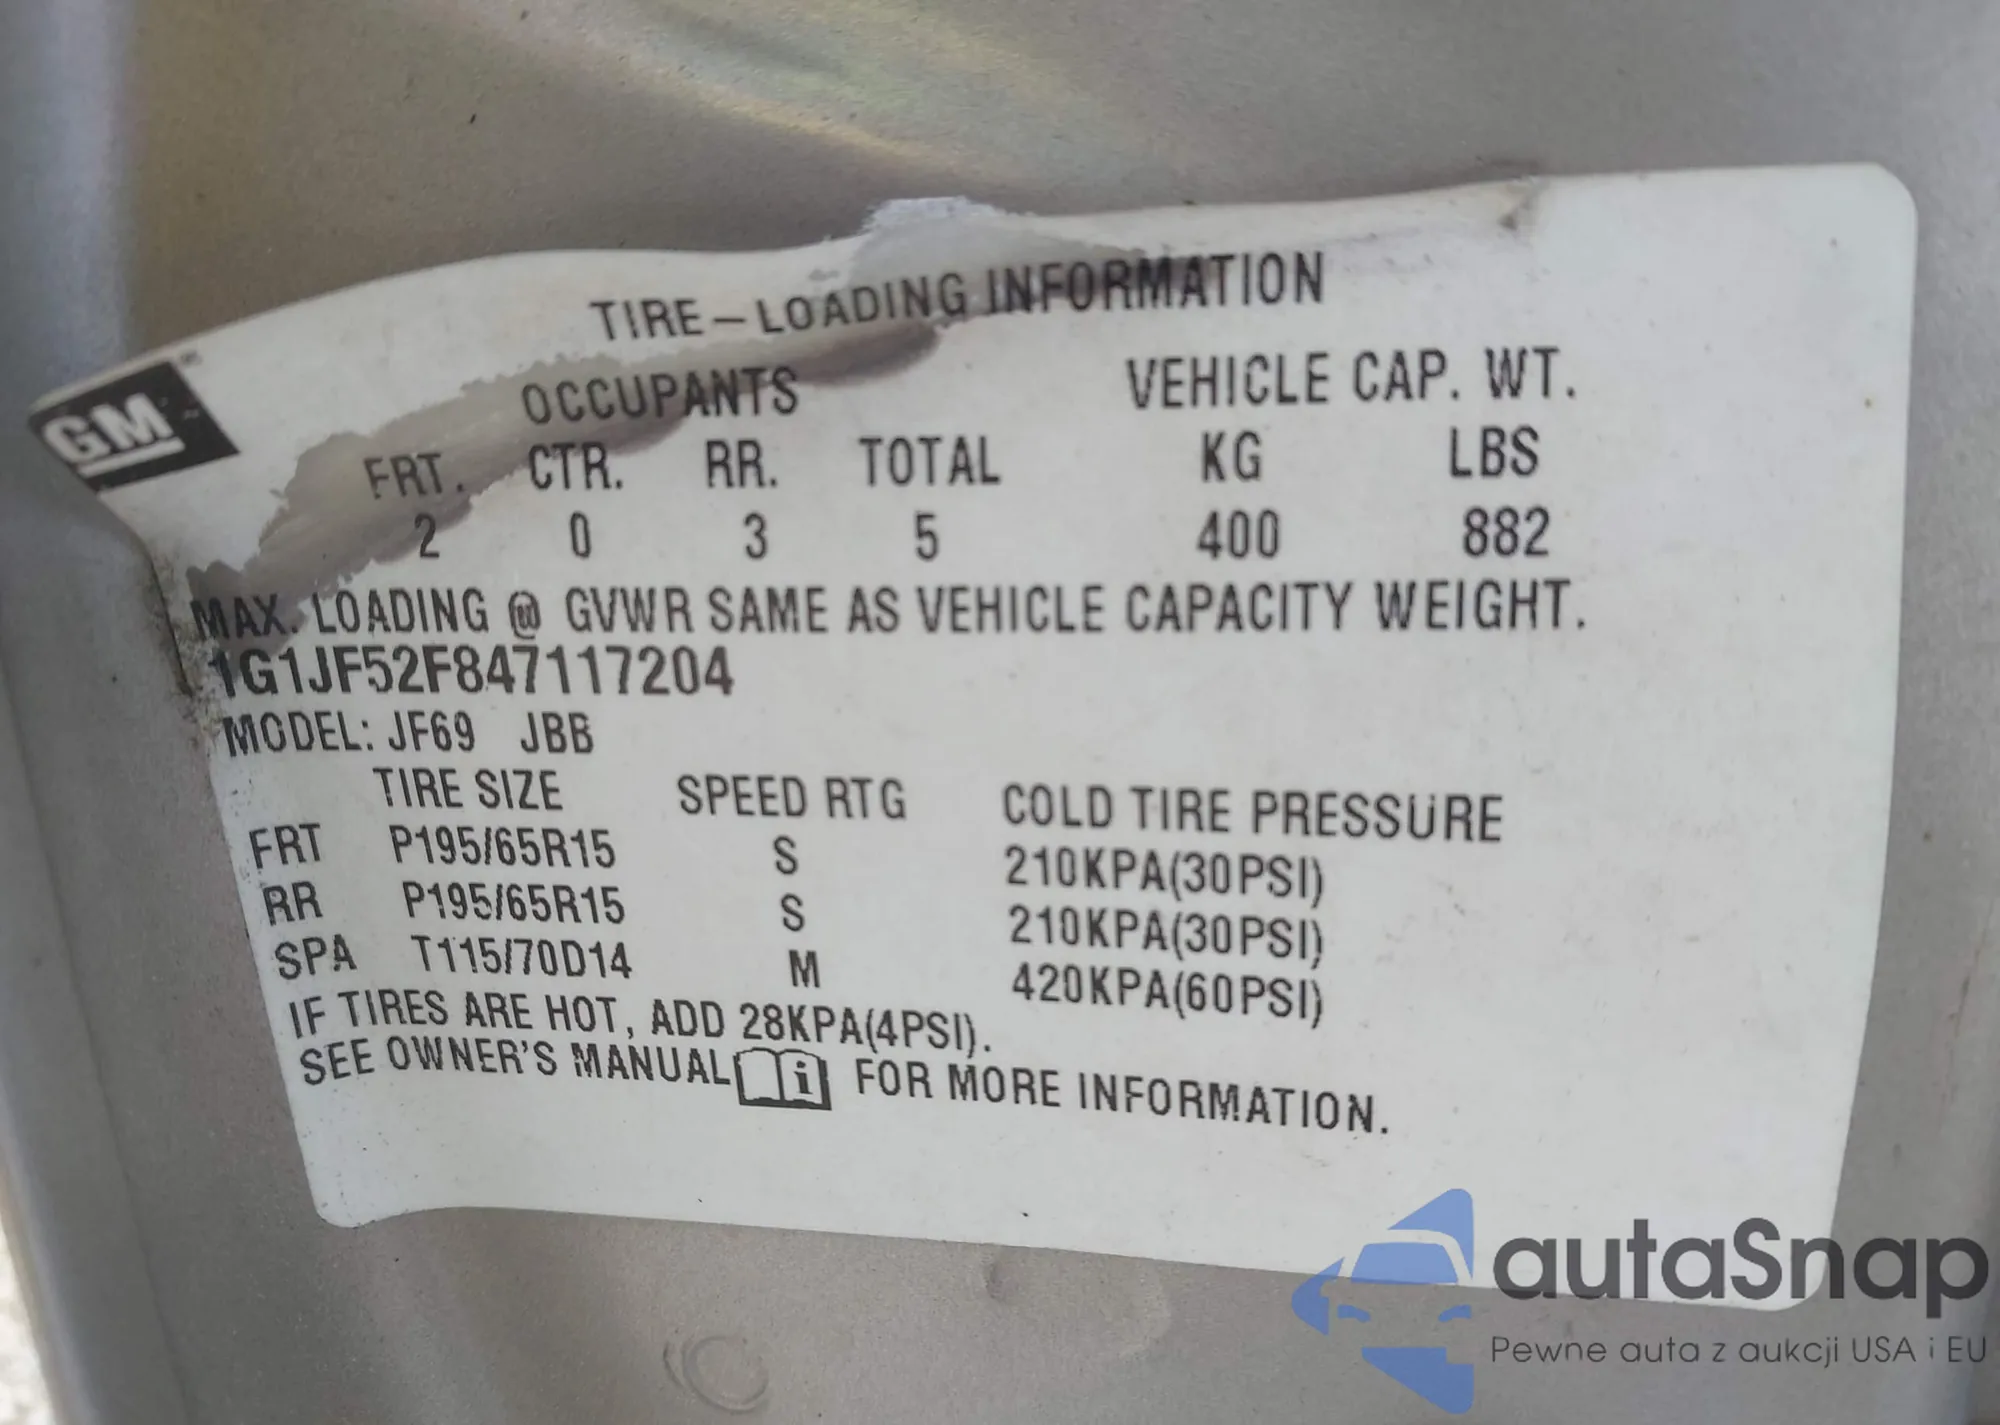 GM
TIRE–LOADING INFORMATION
OCCUPANTS VEHICLE CAP. WT.
FRT. CTR. RR. TOTAL KG LBS
2 0 3 5 400 882
MAX. LOADING @ GVWR SAME AS VEHICLE CAPACITY WEIGHT.
1G1JF52F847117204
MODEL: JF69 JBB
TIRE SIZE SPEED RTG COLD TIRE PRESSURE
FRT P195/65R15 S 210KPA(30PSI)
RR P195/65R15 S 210KPA(30PSI)
SPA T115/70D14 M 420KPA(60PSI)
IF TIRES ARE HOT, ADD 28KPA(4PSI).
SEE OWNER'S MANUAL i FOR MORE INFORMATION.
autaSnap
Pewne auta z aukcji USA i EU